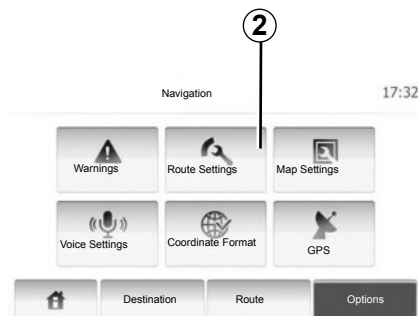 2
Navigation 17:32
Warnings Route Settings Map Settings
Voice Settings Coordinate Format GPS
Destination Route Options